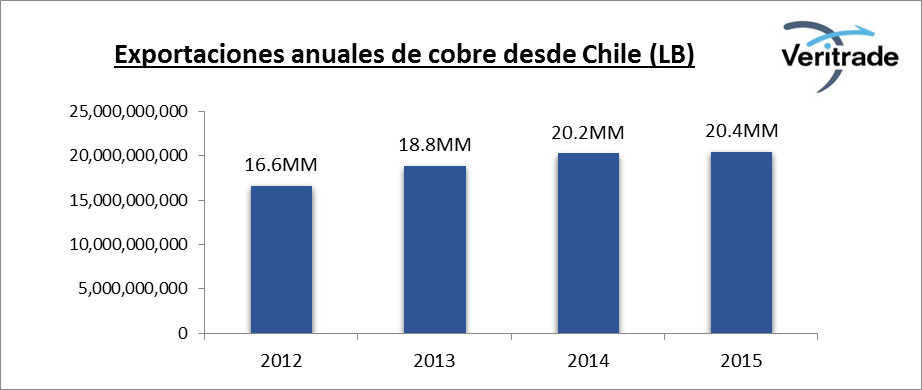 Exportaciones anuales de cobre desde Chile (LB)
Veritrade
25,000,000,000
20,000,000,000
15,000,000,000
10,000,000,000
5,000,000,000
0
16.6MM
18.8MM
20.2MM
20.4MM
2012
2013
2014
2015